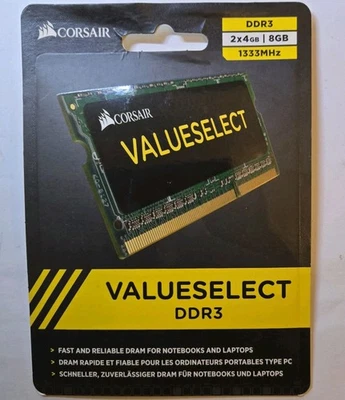 CORSAIR
DDR3
2x4GB | 8GB
1333MHz
CORSAIR
VALUESELECT
VALUESELECT
DDR3
> FAST AND RELIABLE DRAM FOR NOTEBOOKS AND LAPTOPS
> DRAM RAPIDE ET FIABLE POUR LES ORDINATEURS PORTABLES TYPE PC
> SCHNELLER, ZUVERLÄSSIGER DRAM FÜR NOTEBOOKS UND LAPTOPS